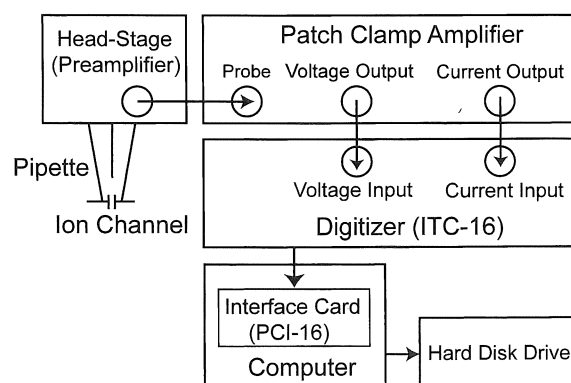 Head-Stage
(Preamplifier)
Patch Clamp Amplifier
Probe
Voltage Output
Current Output
Pipette
Ion Channel
Voltage Input
Current Input
Digitizer (ITC-16)
Interface Card
(PCI-16)
Computer
Hard Disk Drive